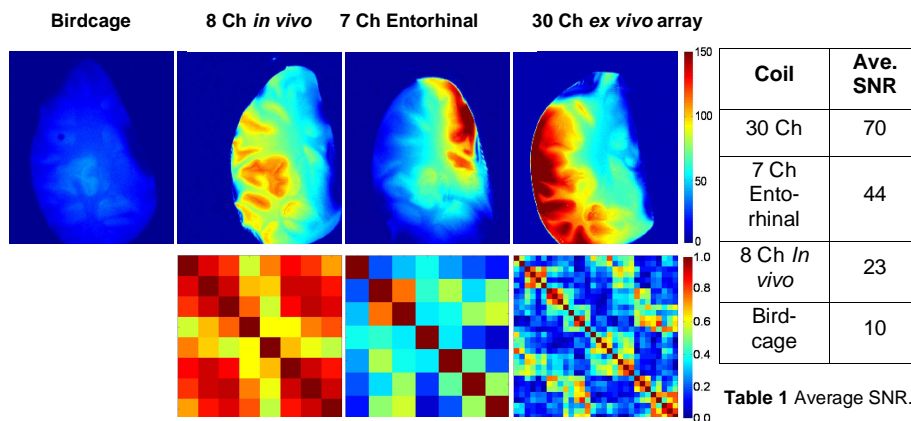 Birdcage
8 Ch in vivo
7 Ch Entorhinal
30 Ch ex vivo array
150
100
50
0
1.0
0.8
0.6
0.4
0.2
0.0
Coil
Ave.
SNR
30 Ch
70
7 Ch
Ento-
rhinal
44
8 Ch In
vivo
23
Bird-
cage
10
Table 1 Average SNR.